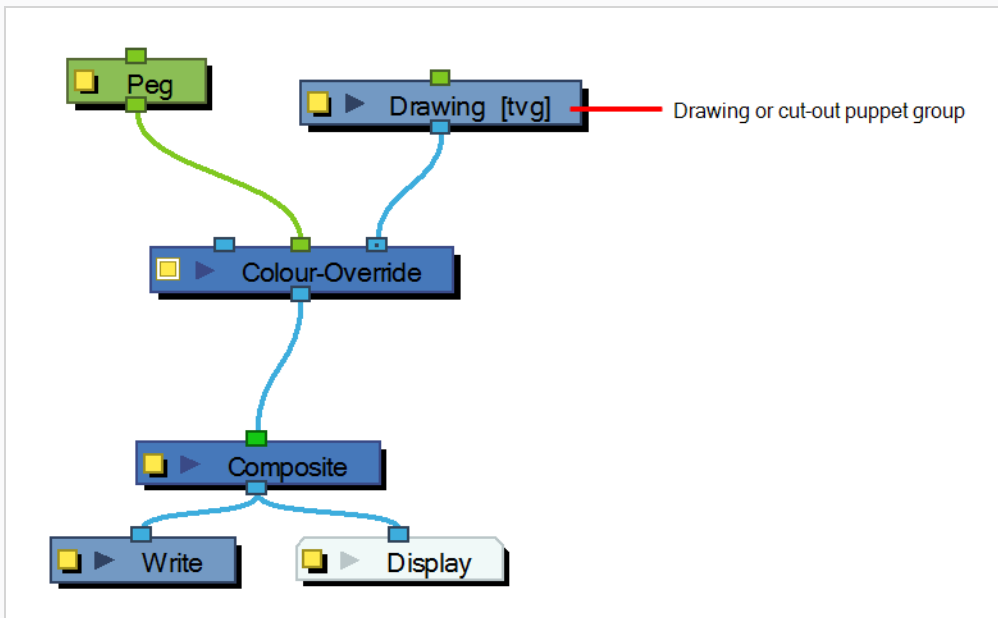 Peg
Drawing [tvg]
Drawing or cut-out puppet group
Colour-Override
Composite
Write
Display